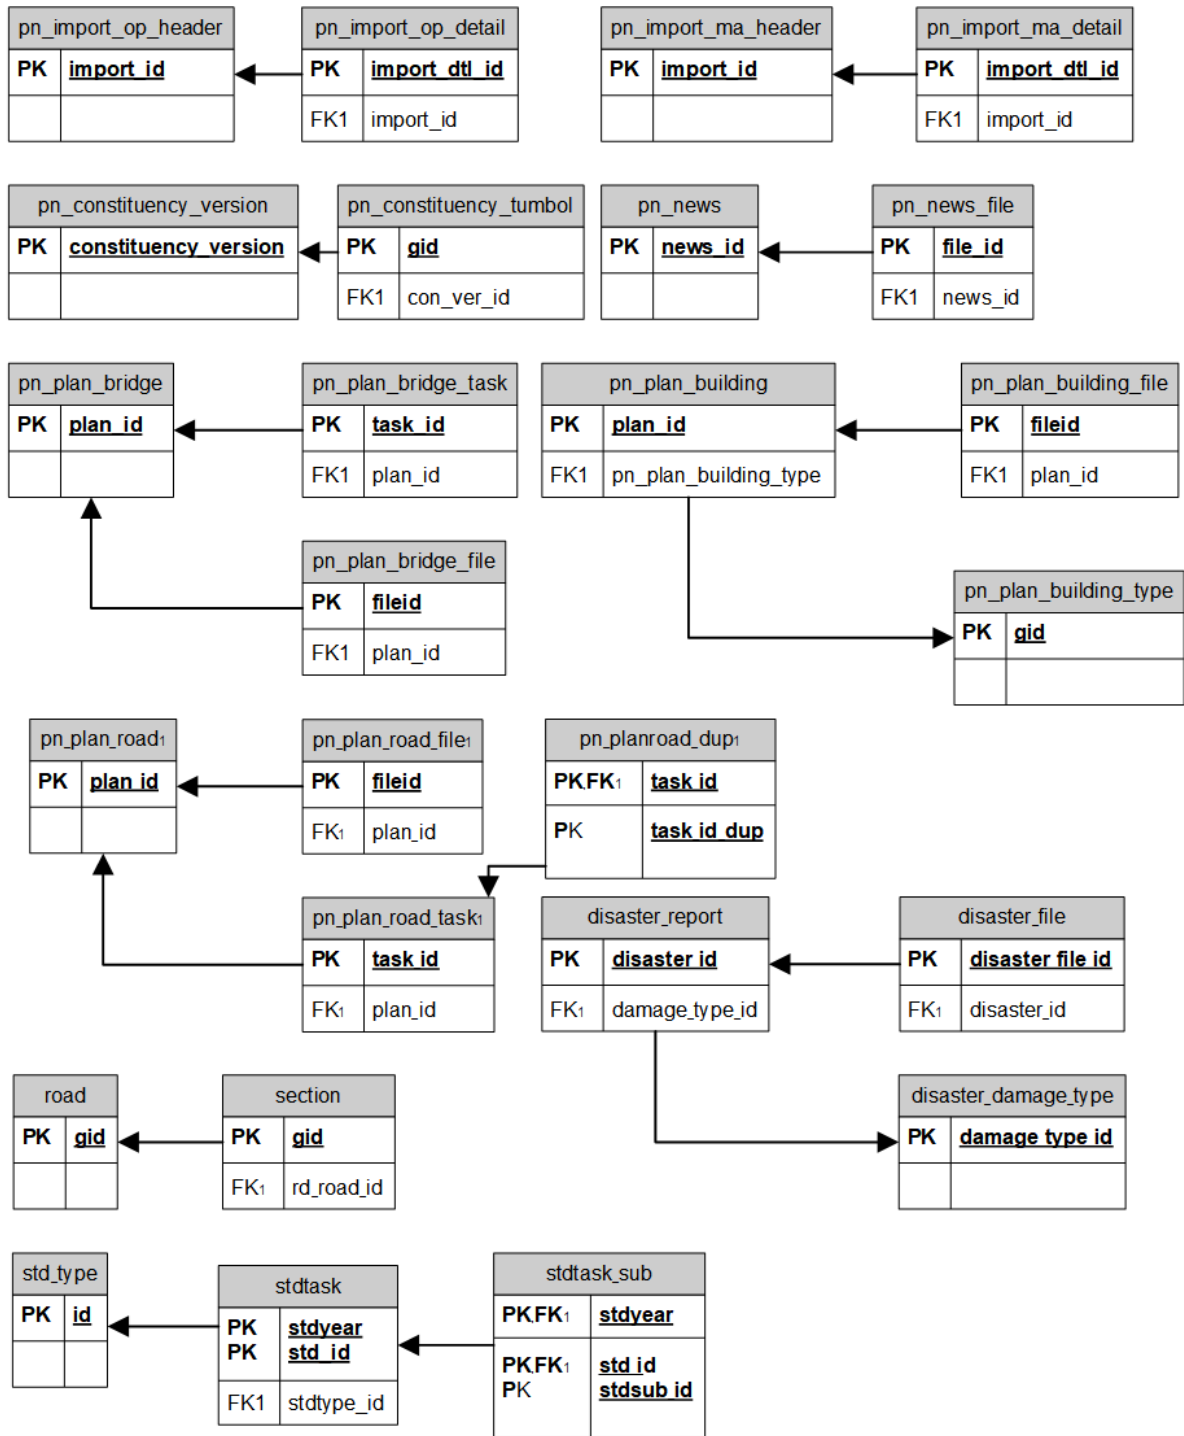 pn_import_op_header
PK import_id
pn_import_op_detail
PK import_dtl_id
FK1 import_id
pn_import_ma_header
PK import_id
pn_import_ma_detail
PK import_dtl_id
FK1 import_id
pn_constituency_version
PK constituency_version
pn_constituency_tumbol
PK gid
FK1 con_ver_id
pn_news
PK news_id
pn_news_file
PK file_id
FK1 news_id
pn_plan_bridge
PK plan_id
pn_plan_bridge_task
PK task_id
FK1 plan_id
pn_plan_building
PK plan_id
FK1 pn_plan_building_type
pn_plan_building_file
PK fileid
FK1 plan_id
pn_plan_bridge_file
PK fileid
FK1 plan_id
pn_plan_building_type
PK gid
pn_plan_road1
PK plan_id
pn_plan_road_file1
PK fileid
FK1 plan_id
pn_planroad_dup1
PK,FK1 task_id
PK task_id_dup
pn_plan_road_task1
PK task_id
FK1 plan_id
disaster_report
PK disaster_id
FK1 damage_type_id
disaster_file
PK disaster_file_id
FK1 disaster_id
disaster_damage_type
PK damage_type_id
road
PK gid
section
PK gid
FK1 rd_road_id
std_type
PK id
stdtask
PK stdyear
PK std_id
FK1 stdtype_id
stdtask_sub
PK,FK1 stdyear
PK,FK1 std_id
PK stdsub_id